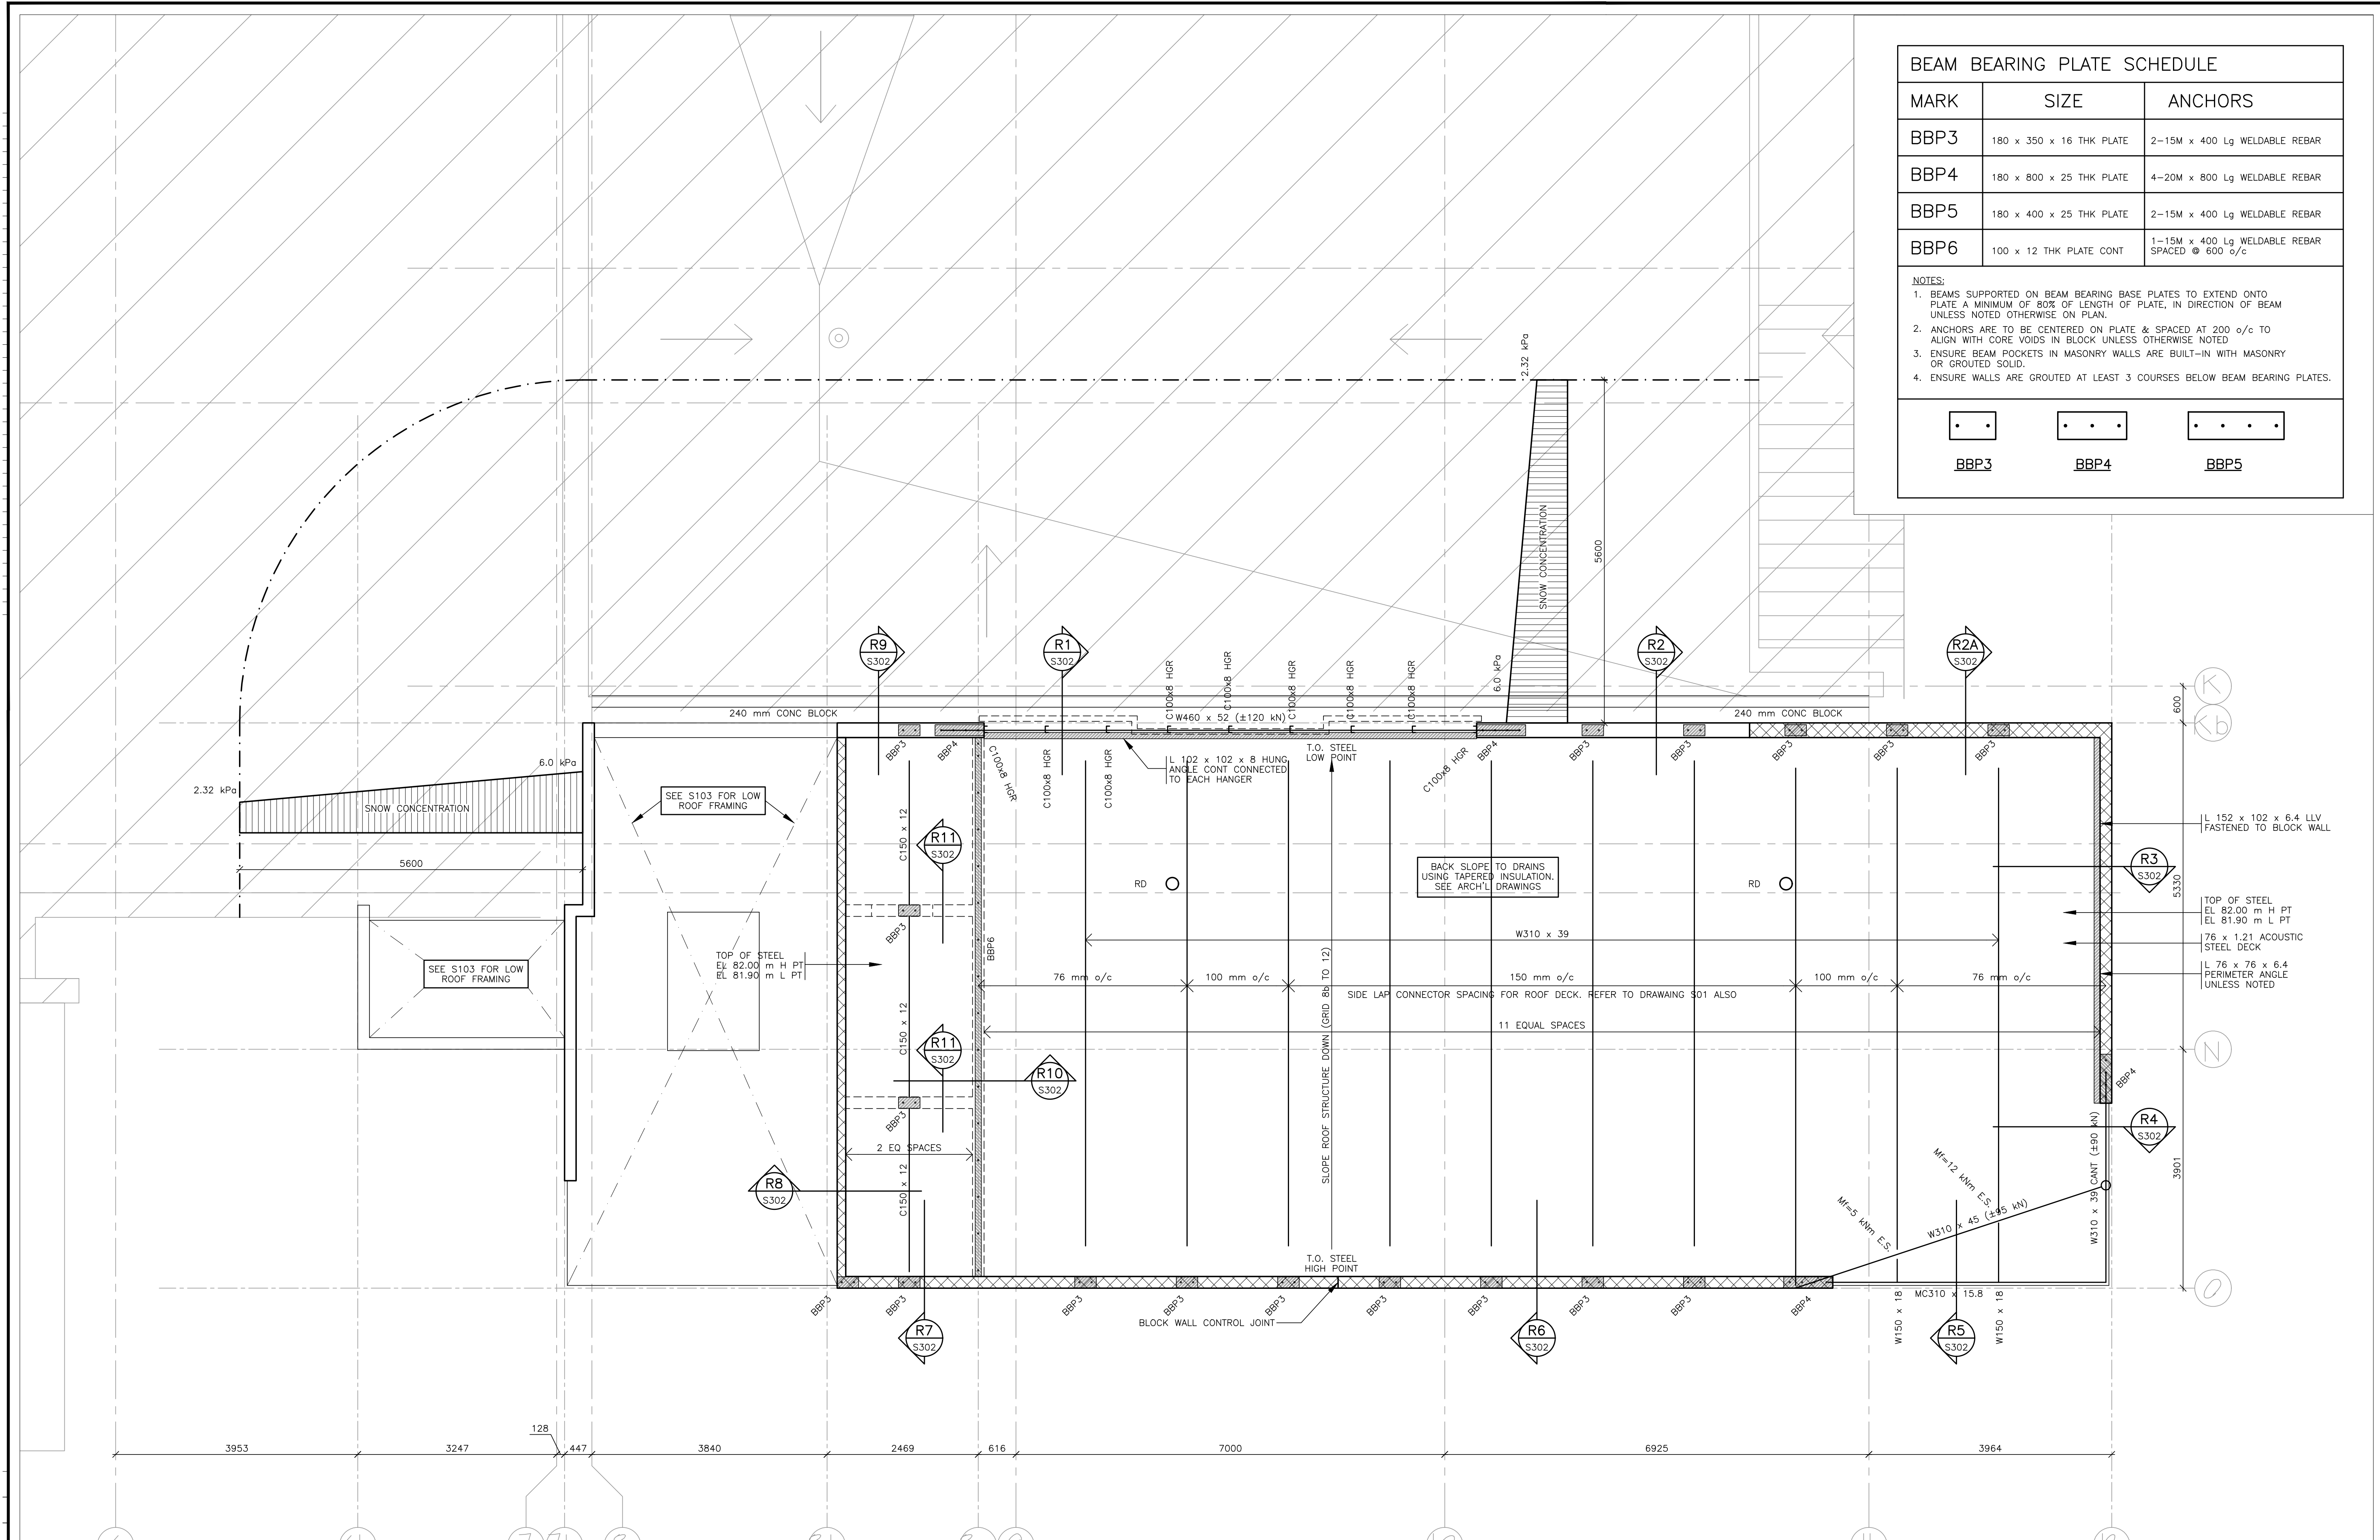 BEAM BEARING PLATE SCHEDULE
MARK SIZE ANCHORS
BBP3 180 x 350 x 16 THK PLATE 2-15M x 400 Lg WELDABLE REBAR
BBP4 180 x 800 x 25 THK PLATE 4-20M x 800 Lg WELDABLE REBAR
BBP5 180 x 400 x 25 THK PLATE 2-15M x 400 Lg WELDABLE REBAR
BBP6 100 x 12 THK PLATE CONT 1-15M x 400 Lg WELDABLE REBAR
SPACED @ 600 o/c
NOTES:
1. BEAMS SUPPORTED ON BEAM BEARING BASE PLATES TO EXTEND ONTO
PLATE A MINIMUM OF 80% OF LENGTH OF PLATE, IN DIRECTION OF BEAM
UNLESS NOTED OTHERWISE ON PLAN.
2. ANCHORS ARE TO BE CENTERED ON PLATE & SPACED AT 200 o/c TO
ALIGN WITH CORE VOIDS IN BLOCK UNLESS OTHERWISE NOTED
3. ENSURE BEAM POCKETS IN MASONRY WALLS ARE BUILT-IN WITH MASONRY
OR GROUTED SOLID.
4. ENSURE WALLS ARE GROUTED AT LEAST 3 COURSES BELOW BEAM BEARING PLATES.
BBP3 BBP4 BBP5
2.32 kPa
SNOW CONCENTRATION
5600
6.0 kPa
R9
S302
R1
S302
R2
S302
R2A
S302
K
600
Kb
C100x8 HGR
C100x8 HGR
C100x8 HGR
C100x8 HGR
C100x8 HGR
240 mm CONC BLOCK
W460 x 52 (±120 kN)
240 mm CONC BLOCK
BBP3
BBP4
C100x8 HGR
C100x8 HGR
C100x8 HGR
L 102 x 102 x 8 HUNG
ANGLE CONT CONNECTED
TO EACH HANGER
T.O. STEEL
LOW POINT
C100x8 HGR
BBP4
BBP3
BBP3
BBP3
BBP3
BBP3
6.0 kPa
2.32 kPa
SNOW CONCENTRATION
5600
SEE S103 FOR LOW
ROOF FRAMING
C150 x 12
R11
S302
L 152 x 102 x 6.4 LLV
FASTENED TO BLOCK WALL
R3
S302
5330
RD
BACK SLOPE TO DRAINS
USING TAPERED INSULATION.
SEE ARCH'L DRAWINGS
RD
TOP OF STEEL
EL 82.00 m H PT
EL 81.90 m L PT
76 x 1.21 ACOUSTIC
STEEL DECK
L 76 x 76 x 6.4
PERIMETER ANGLE
UNLESS NOTED
W310 x 39
BBP3
BBP6
TOP OF STEEL
EL 82.00 m H PT
EL 81.90 m L PT
SEE S103 FOR LOW
ROOF FRAMING
76 mm o/c
100 mm o/c
150 mm o/c
100 mm o/c
76 mm o/c
SIDE LAP CONNECTOR SPACING FOR ROOF DECK. REFER TO DRAWAING S01 ALSO
11 EQUAL SPACES
C150 x 12
R11
S302
R10
S302
N
BBP4
BBP3
2 EQ SPACES
SLOPE ROOF STRUCTURE DOWN (GRID 8b TO 12)
R4
S302
3901
W310 x 39 CANT (±90 kN)
Mf=12 kNm E.S.
Mf=5 kNm E.S.
W310 x 45 (±95 kN)
R8
S302
C150 x 12
T.O. STEEL
HIGH POINT
O
BBP3
BBP3
BBP3
BBP3
BBP3
BBP3
BBP3
BBP3
BBP3
BBP4
MC310 x 15.8
W150 x 18
W150 x 18
BLOCK WALL CONTROL JOINT
R7
S302
R6
S302
R5
S302
3953
3247
128
447
3840
2469
616
7000
6925
3964